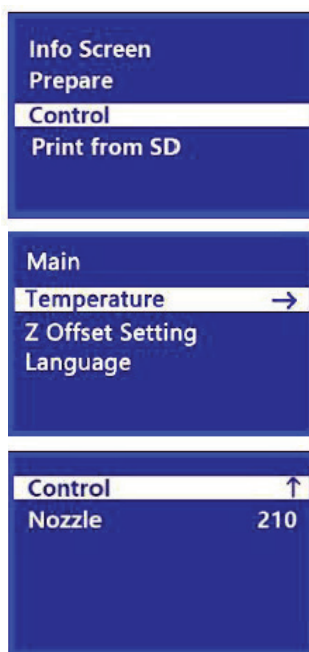 Info Screen
Prepare
Control
Print from SD
Main
Temperature →
Z Offset Setting
Language
Control ↑
Nozzle 210